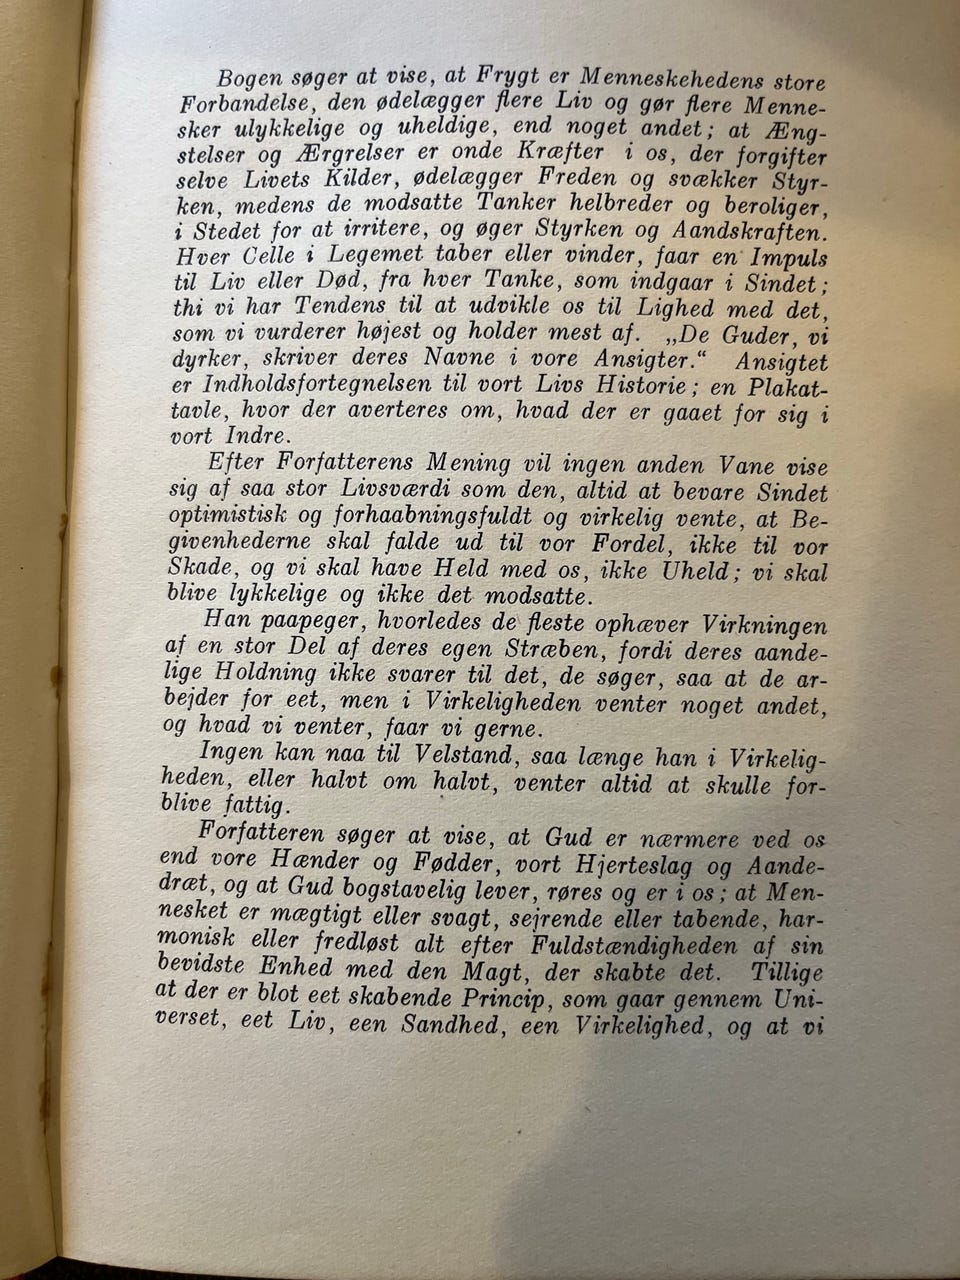 Bogen søger at vise, at Frygt er Menneskehedens store
Forbandelse, den ødelægger flere Liv og gør flere Menne-
sker ulykkelige og uheldige, end noget andet; at Æng-
stelser og Ærgrelser er onde Kræfter i os, der forgifter
selve Livets Kilder, ødelægger Freden og svækker Styr-
ken, medens de modsatte Tanker helbreder og beroliger,
i Stedet for at irritere, og øger Styrken og Aandskraften.
Hver Celle i Legemet taber eller vinder, faar en Impuls
til Liv eller Død, fra hver Tanke, som indgaar i Sindet;
thi vi har Tendens til at udvikle os til Lighed med det,
som vi vurderer højest og holder mest af. „De Guder, vi
dyrker, skriver deres Navne i vore Ansigter.“ Ansigtet
er Indholdsfortegnelsen til vort Livs Historie; en Plakat-
tavle, hvor der averteres om, hvad der er gaaet for sig i
vort Indre.
Efter Forfatterens Mening vil ingen anden Vane vise
sig af saa stor Livsværdi som den, altid at bevare Sindet
optimistisk og forhaabningsfuldt og virkelig vente, at Be-
givenhederne skal falde ud til vor Fordel, ikke til vor
Skade, og vi skal have Held med os, ikke Uheld; vi skal
blive lykkelige og ikke det modsatte.
Han paapeger, hvorledes de fleste ophæver Virkningen
af en stor Del af deres egen Stræben, fordi deres aande-
lige Holdning ikke svarer til det, de søger, saa at de ar-
bejder for eet, men i Virkeligheden venter noget andet,
og hvad vi venter, faar vi gerne.
Ingen kan naa til Velstand, saa længe han i Virkelig-
heden, eller halvt om halvt, venter altid at skulle for-
blive fattig.
Forfatteren søger at vise, at Gud er nærmere ved os
end vore Hænder og Fødder, vort Hjerteslag og Aande-
dræt, og at Gud bogstavelig lever, røres og er i os; at Men-
nesket er mægtigt eller svagt, sejrende eller tabende, har-
monisk eller fredløst alt efter Fuldstændigheden af sin
bevidste Enhed med den Magt, der skabte det. Tillige
at der er blot eet skabende Princip, som gaar gennem Uni-
verset, eet Liv, een Sandhed, een Virkelighed, og at vi